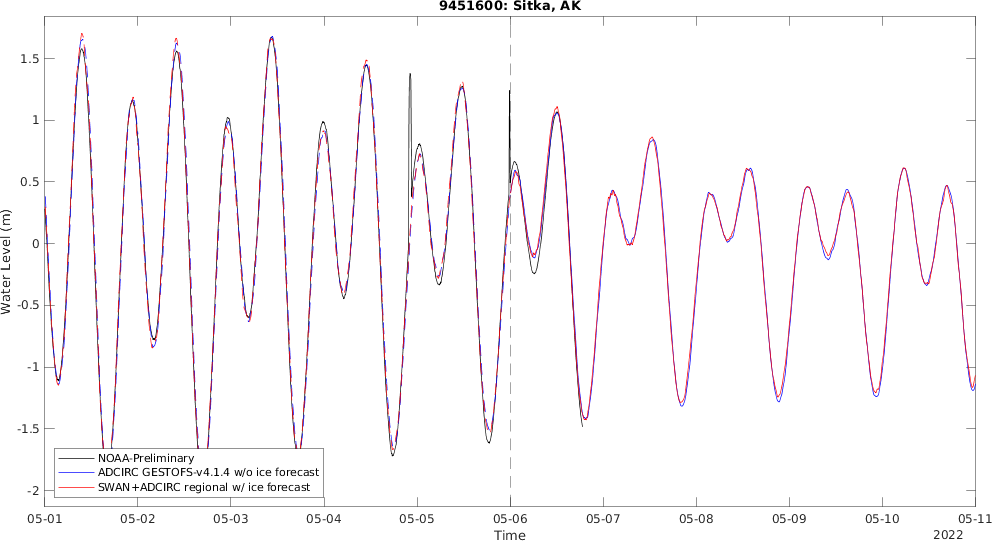 9451600: Sitka, AK
Water Level (m)
1.5
1
0.5
0
-0.5
-1
-1.5
-2
NOAA-Preliminary
ADCIRC GESTOFS-v4.1.4 w/o ice forecast
SWAN+ADCIRC regional w/ ice forecast
05-01 05-02 05-03 05-04 05-05 05-06 05-07 05-08 05-09 05-10 05-11
Time
2022